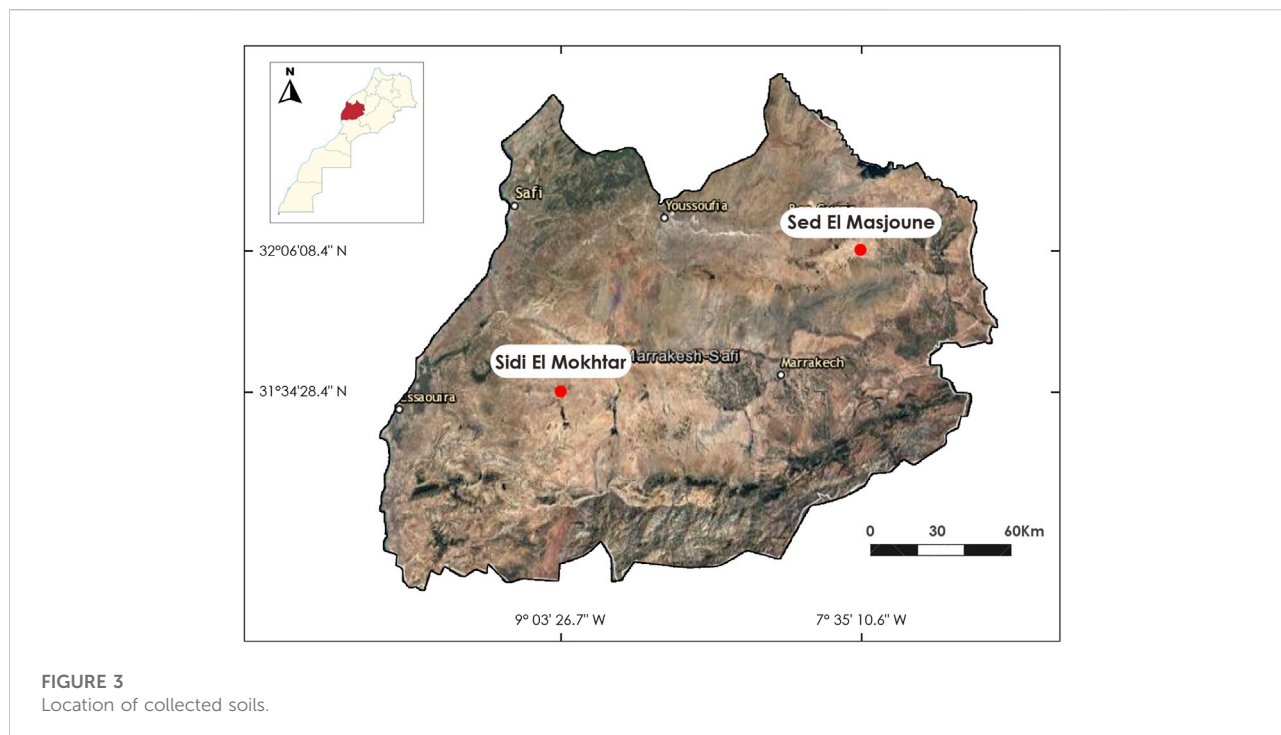 N
Safi
Youssoufia
Sed El Masjoune
32°06'08.4" N
Sidi El Mokhtar
Marrakesh-Safi
Marrakech
31°34'28.4" N
Essaouira
0 30 60Km
9° 03' 26.7" W
7° 35' 10.6" W
FIGURE 3
Location of collected soils.